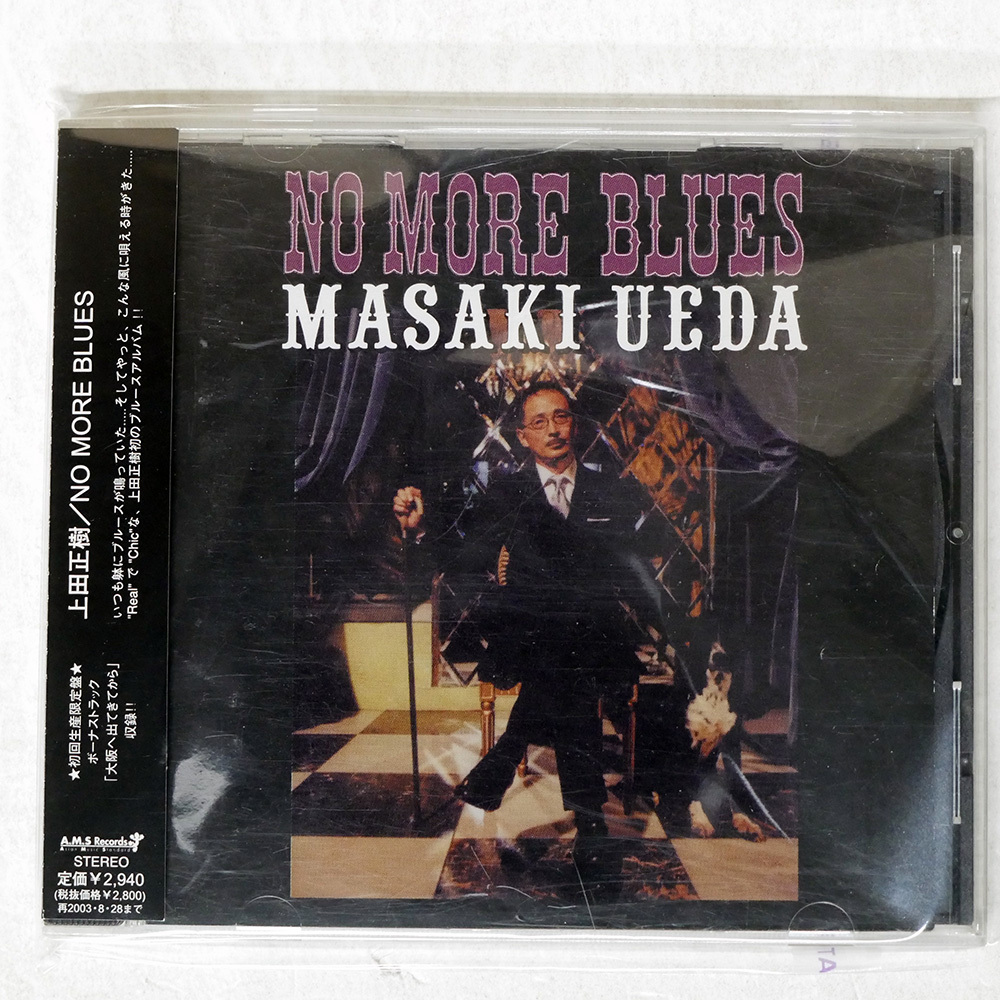 NO MORE BLUES
MASAKI UEDA
上田正樹／NO MORE BLUES
いつも躰にブルースが鳴っていた.....そしてやっと、こんな風に唄える時がきた.....
"Real" で "Chic"な、上田正樹初のブルースアルバム !!
★初回生産限定盤★
ボーナストラック
「大阪へ出てきてから」
収録!!
A.M.S Records
Asian Music Standard
STEREO
定価￥2,940
(税抜価格￥2,800)
再2003・8・28まで
TA